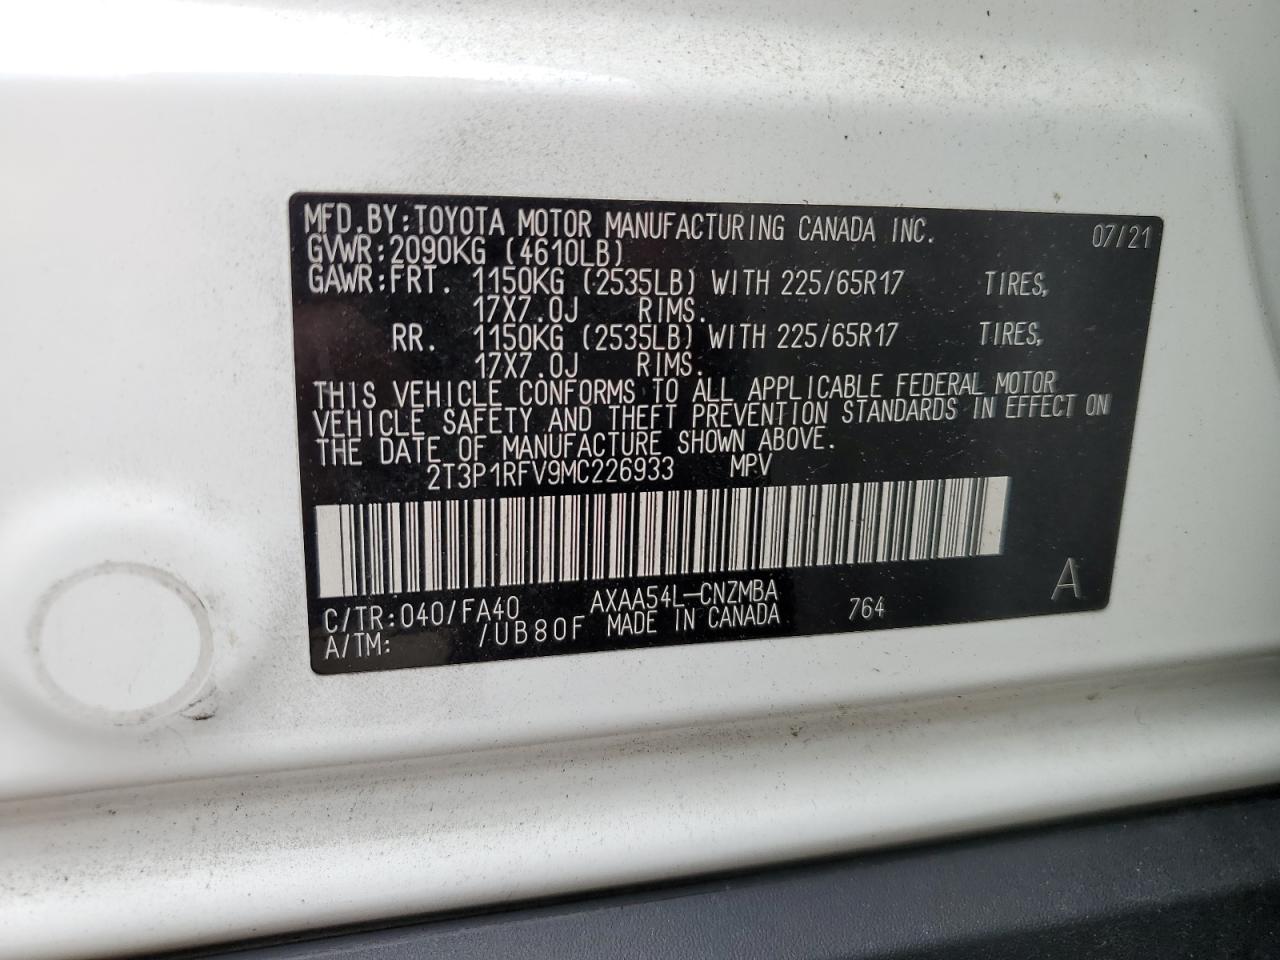 MFD.BY:TOYOTA MOTOR MANUFACTURING CANADA INC. 07/21
GVWR:2090KG (4610LB)
GAWR:FRT. 1150KG (2535LB) WITH 225/65R17 TIRES,
17X7.0J RIMS.
RR. 1150KG (2535LB) WITH 225/65R17 TIRES,
17X7.0J RIMS.
THIS VEHICLE CONFORMS TO ALL APPLICABLE FEDERAL MOTOR
VEHICLE SAFETY AND THEFT PREVENTION STANDARDS IN EFFECT ON
THE DATE OF MANUFACTURE SHOWN ABOVE.
2T3P1RFV9MC226933 MPV
C/TR:040/FA40 AXAA54L-CNZMBA 764 A
A/TM: /UB80F MADE IN CANADA